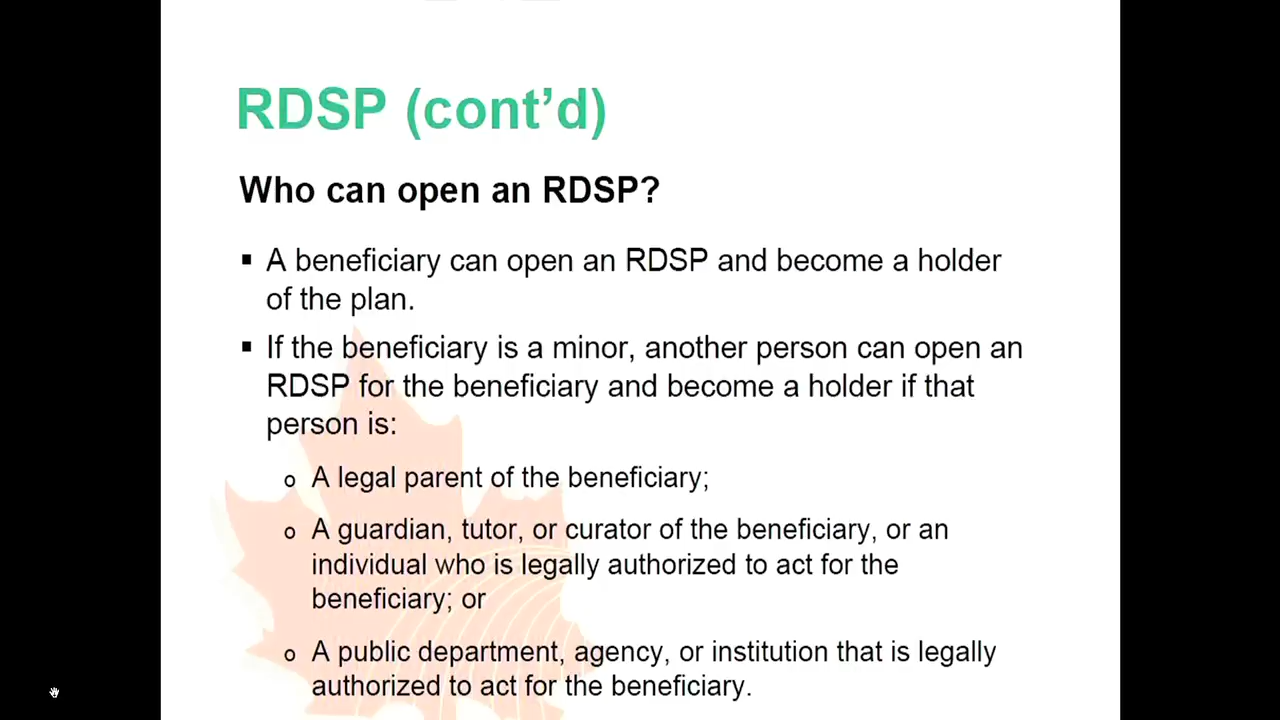 RDSP (cont’d)
Who can open an RDSP?
▪ A beneficiary can open an RDSP and become a holder
of the plan.
▪ If the beneficiary is a minor, another person can open an
RDSP for the beneficiary and become a holder if that
person is:
o A legal parent of the beneficiary;
o A guardian, tutor, or curator of the beneficiary, or an
individual who is legally authorized to act for the
beneficiary; or
o A public department, agency, or institution that is legally
authorized to act for the beneficiary.